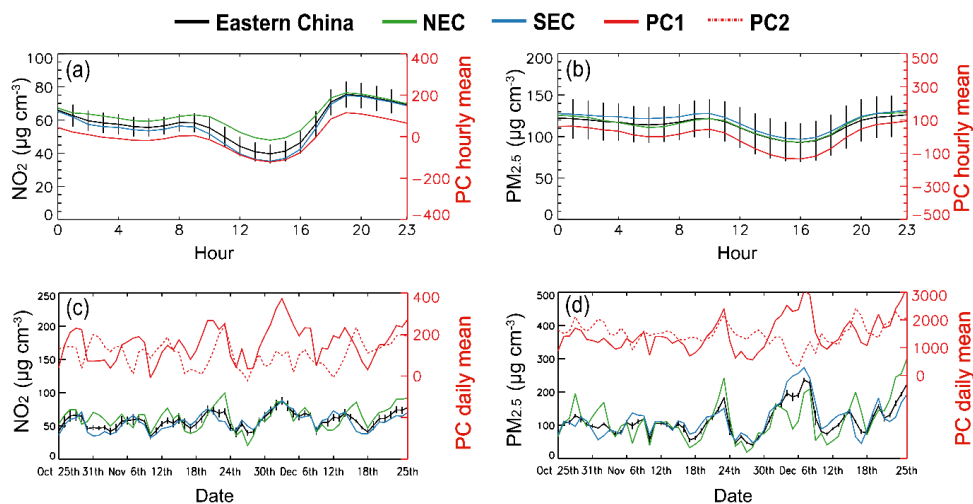 Eastern China NEC SEC PC1 PC2
(a)
NO2 (µg cm-3)
100
80
60
40
20
0
0 4 8 12 16 20 23
Hour
400
200
0
−200
−400
PC hourly mean
(b)
PM2.5 (µg cm-3)
200
150
100
50
0
0 4 8 12 16 20 23
Hour
500
300
100
−100
−300
−500
PC hourly mean
(c)
NO2 (µg cm-3)
250
200
150
100
50
0
Oct 25th 31th Nov 6th 12th 18th 24th 30th Dec 6th 12th 18th 25th
Date
400
200
0
PC daily mean
(d)
PM2.5 (µg cm-3)
500
400
300
200
100
0
Oct 25th 31th Nov 6th 12th 18th 24th 30th Dec 6th 12th 18th 25th
Date
3000
2000
1000
0
PC daily mean